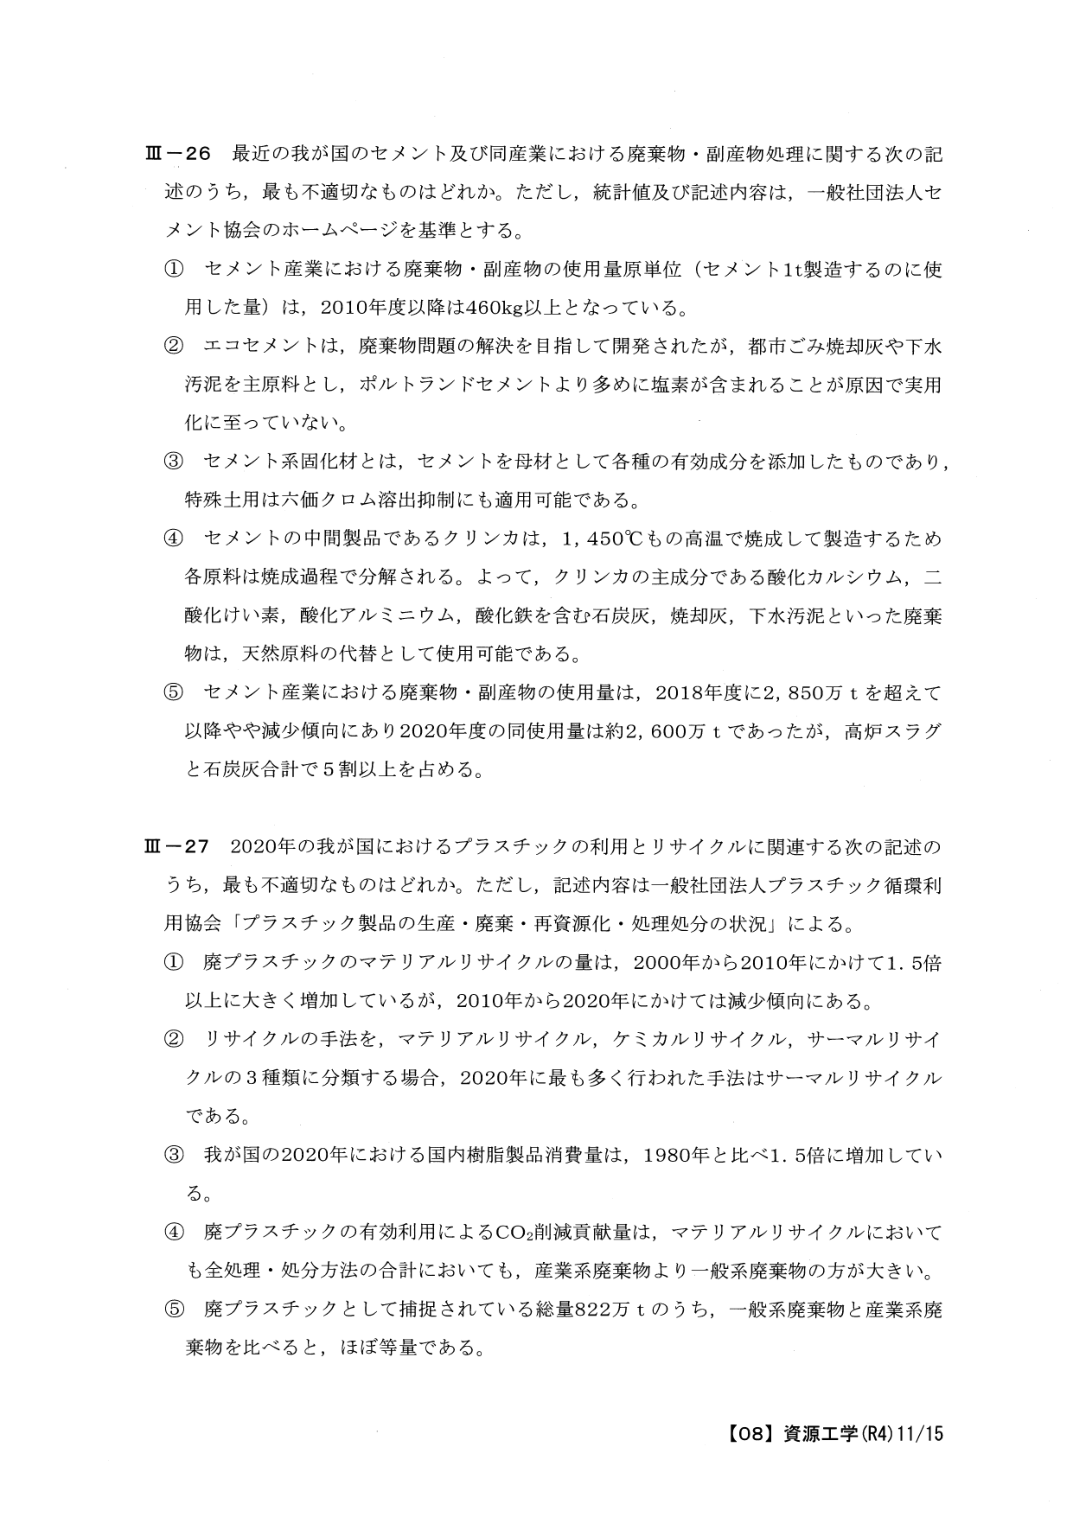 Ⅲ－26　最近の我が国のセメント及び同産業における廃棄物・副産物処理に関する次の記
述のうち，最も不適切なものはどれか。ただし，統計値及び記述内容は，一般社団法人セ
メント協会のホームページを基準とする。
①　セメント産業における廃棄物・副産物の使用量原単位（セメント1t製造するのに使
用した量）は，2010年度以降は460kg以上となっている。
②　エコセメントは，廃棄物問題の解決を目指して開発されたが，都市ごみ焼却灰や下水
汚泥を主原料とし，ポルトランドセメントより多めに塩素が含まれることが原因で実用
化に至っていない。
③　セメント系固化材とは，セメントを母材として各種の有効成分を添加したものであり，
特殊土用は六価クロム溶出抑制にも適用可能である。
④　セメントの中間製品であるクリンカは，1,450℃もの高温で焼成して製造するため
各原料は焼成過程で分解される。よって，クリンカの主成分である酸化カルシウム，二
酸化けい素，酸化アルミニウム，酸化鉄を含む石炭灰，焼却灰，下水汚泥といった廃棄
物は，天然原料の代替として使用可能である。
⑤　セメント産業における廃棄物・副産物の使用量は，2018年度に2,850万ｔを超えて
以降やや減少傾向にあり2020年度の同使用量は約2,600万ｔであったが，高炉スラグ
と石炭灰合計で５割以上を占める。
Ⅲ－27　2020年の我が国におけるプラスチックの利用とリサイクルに関連する次の記述の
うち，最も不適切なものはどれか。ただし，記述内容は一般社団法人プラスチック循環利
用協会「プラスチック製品の生産・廃棄・再資源化・処理処分の状況」による。
①　廃プラスチックのマテリアルリサイクルの量は，2000年から2010年にかけて1.5倍
以上に大きく増加しているが，2010年から2020年にかけては減少傾向にある。
②　リサイクルの手法を，マテリアルリサイクル，ケミカルリサイクル，サーマルリサイ
クルの３種類に分類する場合，2020年に最も多く行われた手法はサーマルリサイクル
である。
③　我が国の2020年における国内樹脂製品消費量は，1980年と比べ1.5倍に増加してい
る。
④　廃プラスチックの有効利用によるCO₂削減貢献量は，マテリアルリサイクルにおいて
も全処理・処分方法の合計においても，産業系廃棄物より一般系廃棄物の方が大きい。
⑤　廃プラスチックとして捕捉されている総量822万ｔのうち，一般系廃棄物と産業系廃
棄物を比べると，ほぼ等量である。
【08】資源工学(R4)11/15